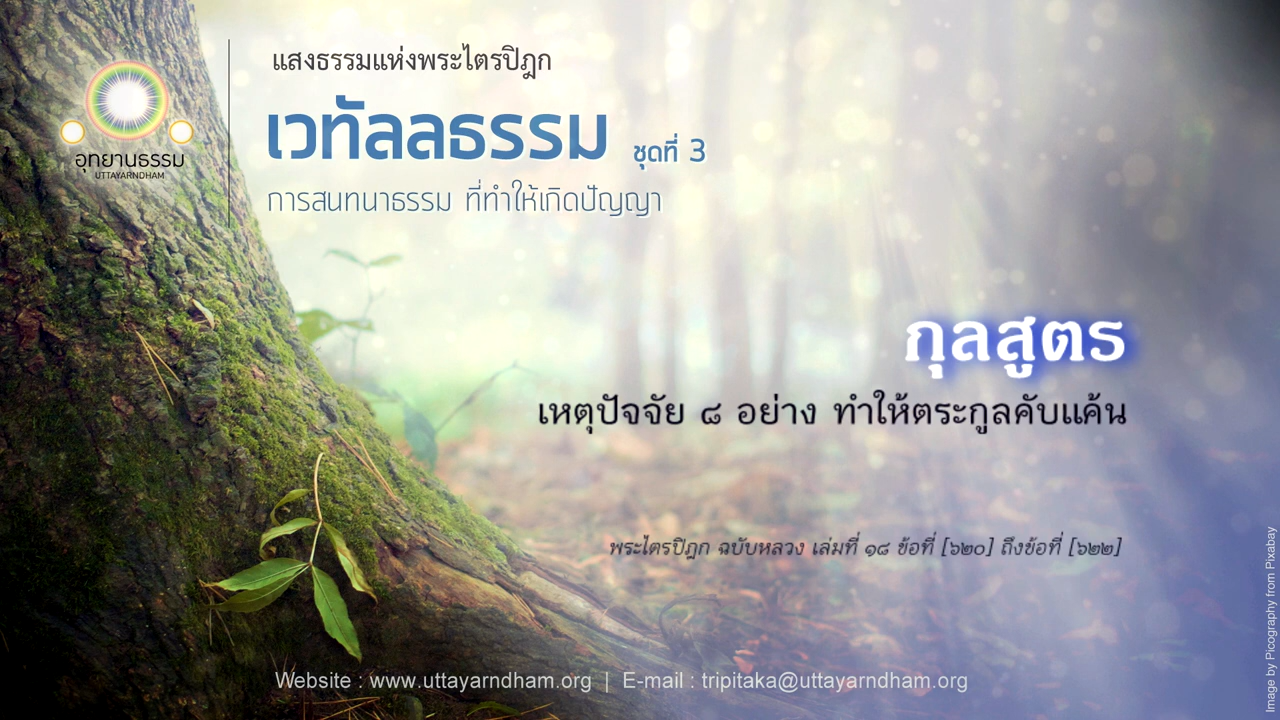 แสงธรรมแห่งพระไตรปิฎก
เวทัลลธรรม ชุดที่ 3
การสนทนาธรรม ที่ทำให้เกิดปัญญา
อุทยานธรรม
UTTAYARNDHAM
กุลสูตร
เหตุปัจจัย ๘ อย่าง ทำให้ตระกูลคับแค้น
พระไตรปิฎก ฉบับหลวง เล่มที่ ๑๘ ข้อที่ [๖๒๐] ถึงข้อที่ [๖๒๒]
Website : www.uttayarndham.org | E-mail : tripitaka@uttayarndham.org
Image by Picography from Pixabay